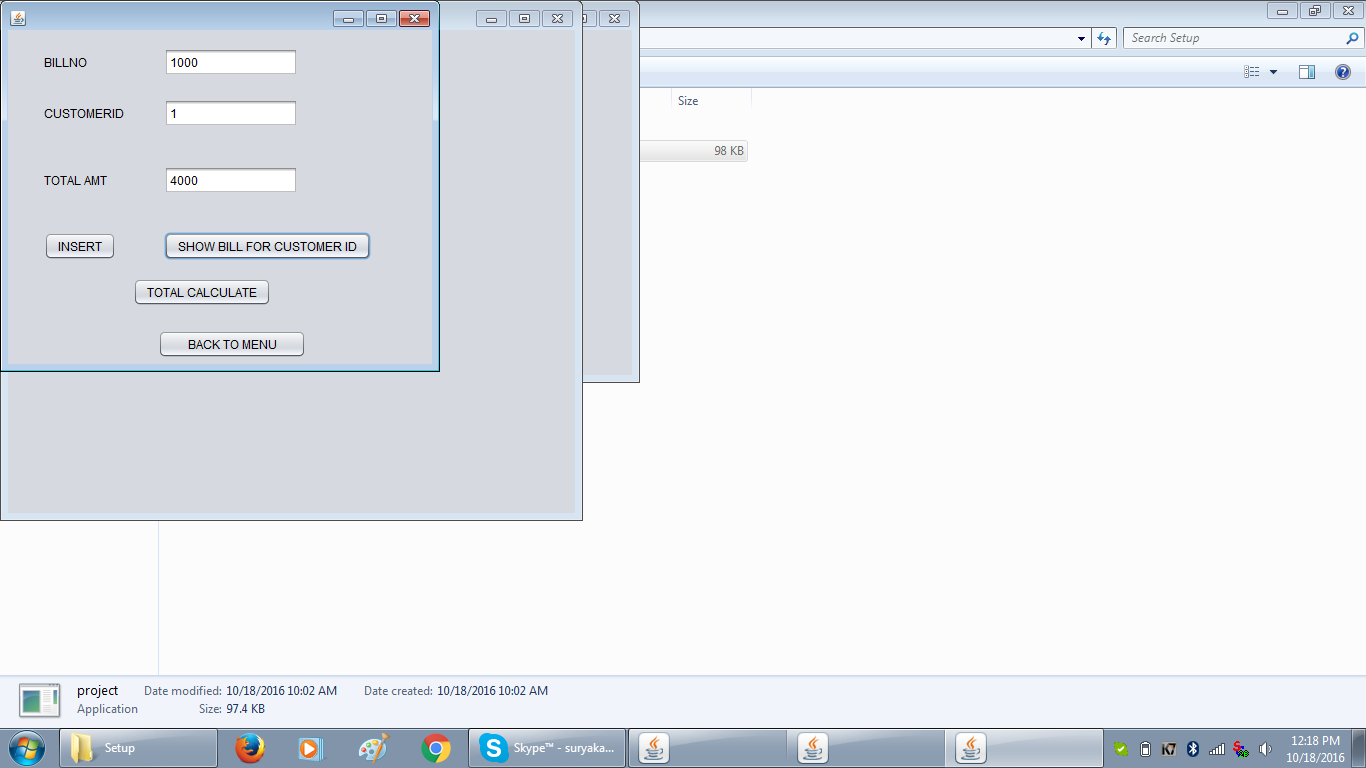 BILLNO 1000
CUSTOMERID 1
TOTAL AMT 4000
INSERT SHOW BILL FOR CUSTOMER ID
TOTAL CALCULATE
BACK TO MENU
Search Setup
Size
98 KB
project Date modified: 10/18/2016 10:02 AM Date created: 10/18/2016 10:02 AM
Application Size: 97.4 KB
Setup Skype™ - suryaka... K7 12:18 PM
10/18/2016